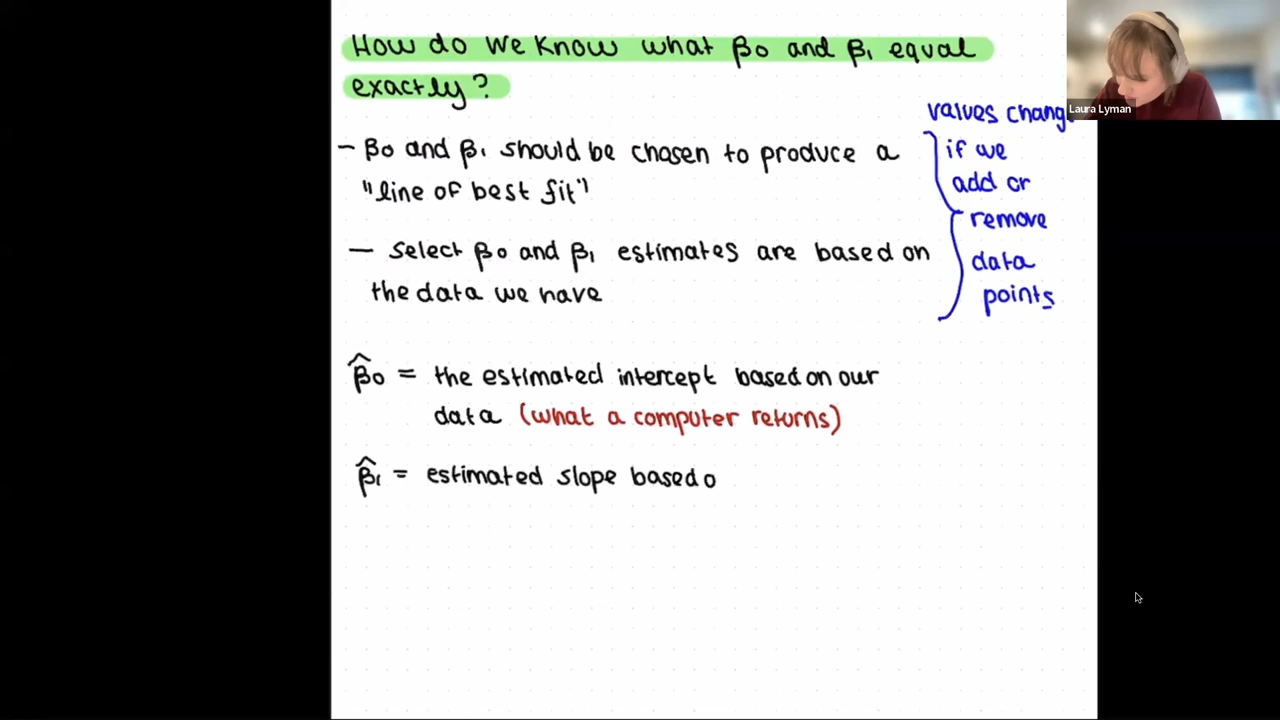 How do we know what β0 and β1 equal
exactly?
Laura Lyman
values chang
if we
add or
remove
data
points
– β0 and β1 should be chosen to produce a
"line of best fit"
— select β0 and β1 estimates are based on
the data we have
β̂0 = the estimated intercept based on our
data (what a computer returns)
β̂1 = estimated slope based o